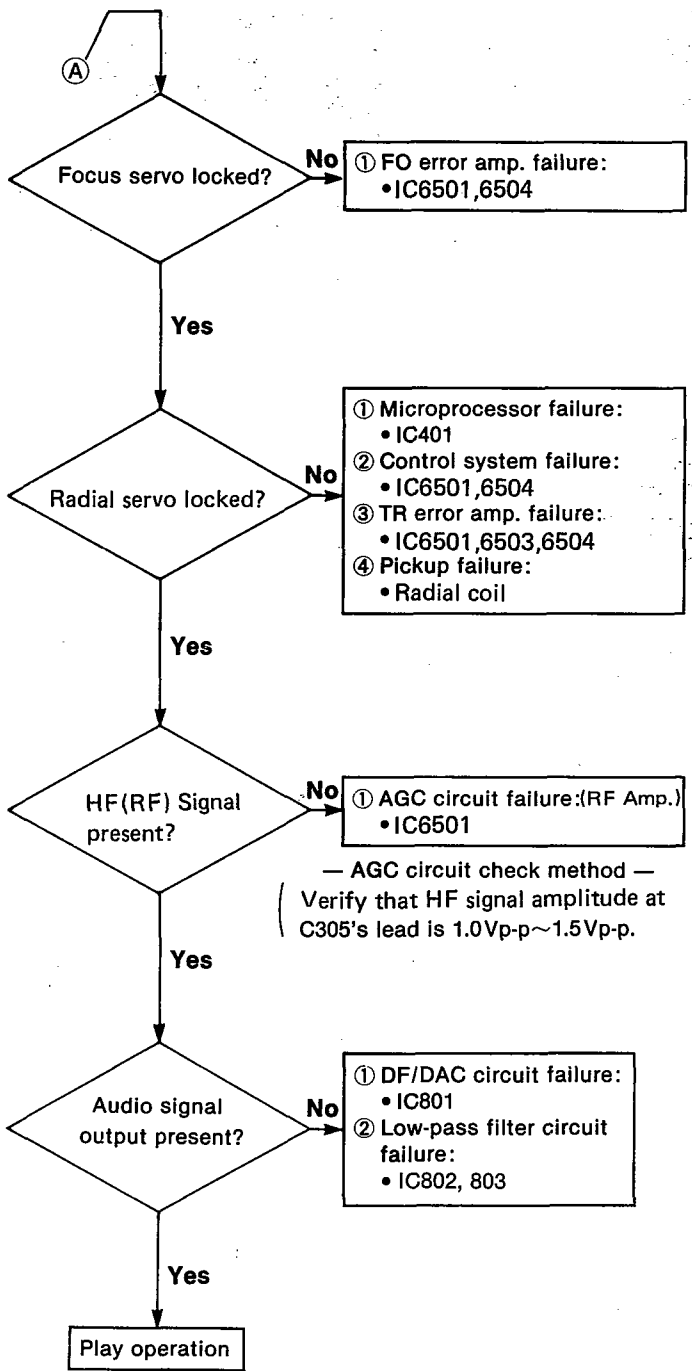 Ⓐ
Focus servo locked?
No
① FO error amp. failure:
• IC6501,6504
Yes
Radial servo locked?
No
① Microprocessor failure:
• IC401
② Control system failure:
• IC6501,6504
③ TR error amp. failure:
• IC6501,6503,6504
④ Pickup failure:
• Radial coil
Yes
HF(RF) Signal
present?
No
① AGC circuit failure:(RF Amp.)
• IC6501
— AGC circuit check method —
( Verify that HF signal amplitude at
C305's lead is 1.0Vp-p~1.5Vp-p.
Yes
Audio signal
output present?
No
① DF/DAC circuit failure:
• IC801
② Low-pass filter circuit
failure:
• IC802, 803
Yes
Play operation